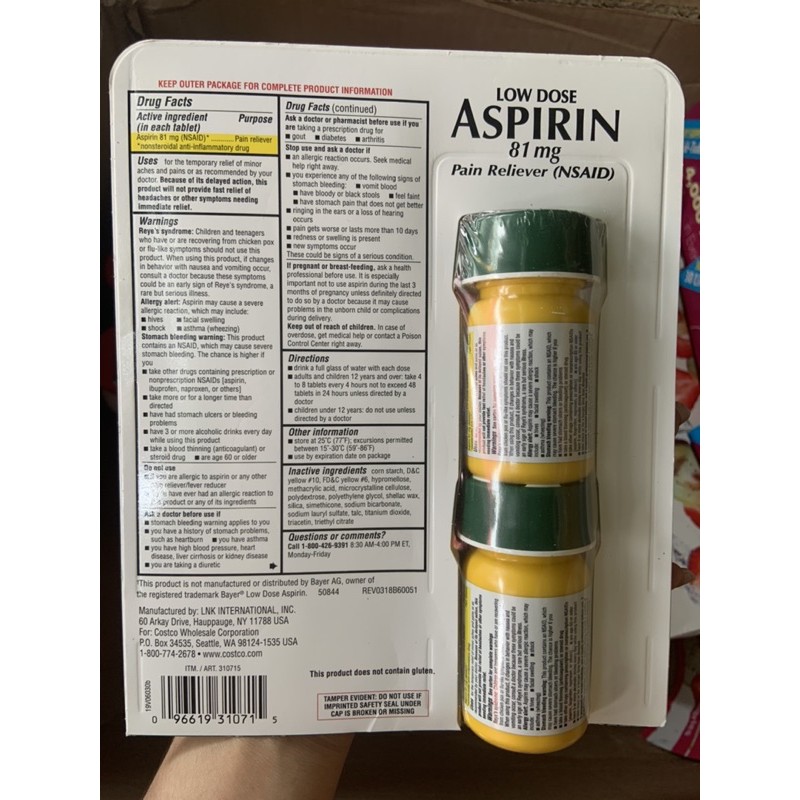 KEEP OUTER PACKAGE FOR COMPLETE PRODUCT INFORMATION
Drug Facts
Active ingredient Purpose
(in each tablet)
Aspirin 81 mg (NSAID)* ............ Pain reliever
*nonsteroidal anti-inflammatory drug
Uses for the temporary relief of minor
aches and pains or as recommended by your
doctor. Because of its delayed action, this
product will not provide fast relief of
headaches or other symptoms needing
immediate relief.
Warnings
Reye's syndrome: Children and teenagers
who have or are recovering from chicken pox
or flu-like symptoms should not use this
product. When using this product, if changes
in behavior with nausea and vomiting occur,
consult a doctor because these symptoms
could be an early sign of Reye's syndrome, a
rare but serious illness.
Allergy alert: Aspirin may cause a severe
allergic reaction, which may include:
■ hives ■ facial swelling
■ shock ■ asthma (wheezing)
Stomach bleeding warning: This product
contains an NSAID, which may cause severe
stomach bleeding. The chance is higher if
you
■ take other drugs containing prescription or
nonprescription NSAIDs [aspirin,
ibuprofen, naproxen, or others]
■ take more or for a longer time than
directed
■ have had stomach ulcers or bleeding
problems
■ have 3 or more alcoholic drinks every day
while using this product
■ take a blood thinning (anticoagulant) or
steroid drug ■ are age 60 or older
Do not use
■ if you are allergic to aspirin or any other
reliever/fever reducer
have ever had an allergic reaction to
product or any of its ingredients
Ask a doctor before use if
■ stomach bleeding warning applies to you
■ you have a history of stomach problems,
such as heartburn ■ you have asthma
■ you have high blood pressure, heart
disease, liver cirrhosis or kidney disease
■ you are taking a diuretic
Drug Facts (continued)
Ask a doctor or pharmacist before use if you
are taking a prescription drug for
■ gout ■ diabetes ■ arthritis
Stop use and ask a doctor if
■ an allergic reaction occurs. Seek medical
help right away.
■ you experience any of the following signs of
stomach bleeding: ■ vomit blood
■ have bloody or black stools ■ feel faint
■ have stomach pain that does not get better
■ ringing in the ears or a loss of hearing
occurs
■ pain gets worse or lasts more than 10 days
■ redness or swelling is present
■ new symptoms occur
These could be signs of a serious condition.
If pregnant or breast-feeding, ask a health
professional before use. It is especially
important not to use aspirin during the last 3
months of pregnancy unless definitely directed
to do so by a doctor because it may cause
problems in the unborn child or complications
during delivery.
Keep out of reach of children. In case of
overdose, get medical help or contact a Poison
Control Center right away.
Directions
■ drink a full glass of water with each dose
■ adults and children 12 years and over: take 4
to 8 tablets every 4 hours not to exceed 48
tablets in 24 hours unless directed by a
doctor
■ children under 12 years: do not use unless
directed by a doctor
Other information
■ store at 25°C (77°F); excursions permitted
between 15°-30°C (59°-86°F)
■ use by expiration date on package
Inactive ingredients corn starch, D&C
yellow #10, FD&C yellow #6, hypromellose,
methacrylic acid, microcrystalline cellulose,
polydextrose, polyethylene glycol, shellac wax,
silica, simethicone, sodium bicarbonate,
sodium lauryl sulfate, talc, titanium dioxide,
triacetin, triethyl citrate
Questions or comments?
Call 1-800-426-9391 8:30 AM-4:00 PM ET,
Monday-Friday
†This product is not manufactured or distributed by Bayer AG, owner of
the registered trademark Bayer® Low Dose Aspirin. 50844 REV0318B60051
Manufactured by: LNK INTERNATIONAL, INC.
60 Arkay Drive, Hauppauge, NY 11788 USA
For: Costco Wholesale Corporation
P.O. Box 34535, Seattle, WA 98124-1535 USA
1-800-774-2678 • www.costco.com
ITM. / ART. 310715
19V06030b
0 96619 31071 5
This product does not contain gluten.
TAMPER EVIDENT: DO NOT USE IF
IMPRINTED SAFETY SEAL UNDER
CAP IS BROKEN OR MISSING
LOW DOSE
ASPIRIN
81 mg
Pain Reliever (NSAID)